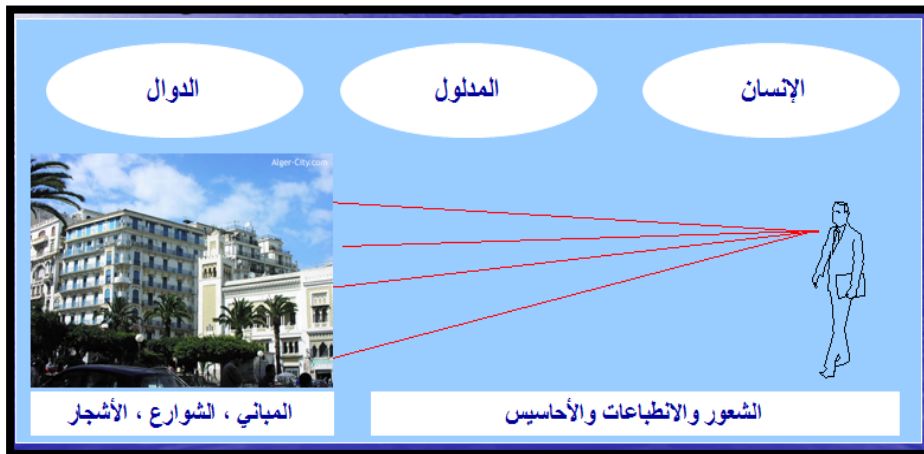 الإنسان
المدلول
الدوال
Alger-City.com
الشعور والانطباعات والأحاسيس
المباني ، الشوارع ، الأشجار